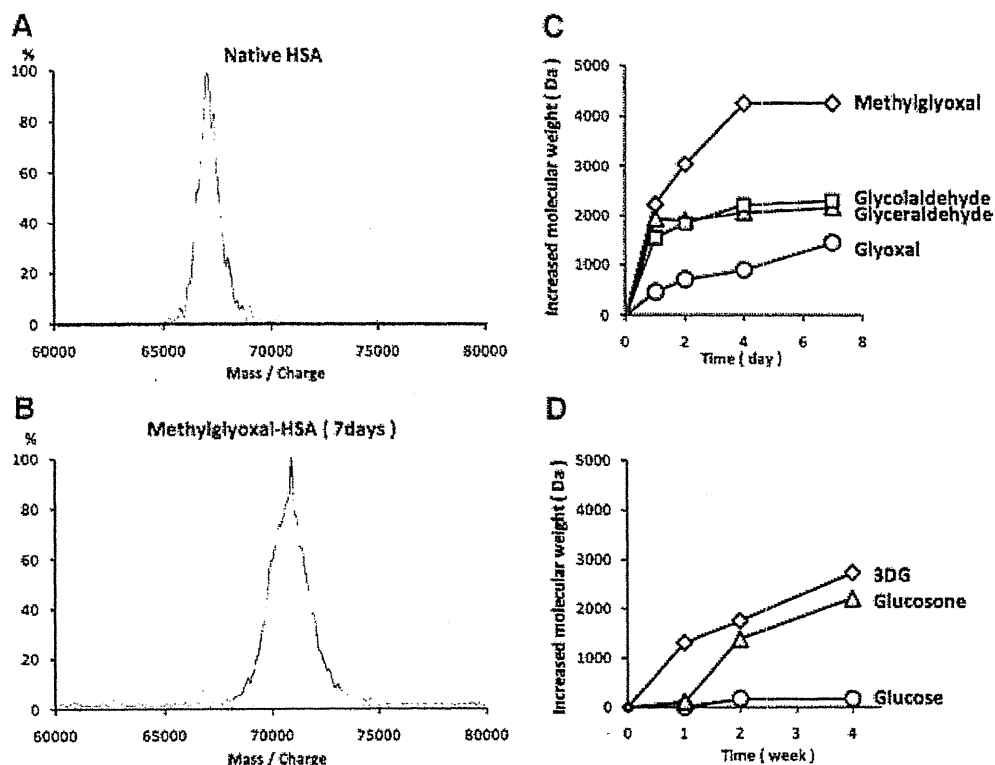 A
%
Native HSA
100
80
60
40
20
0
60000 65000 70000 75000 80000
Mass / Charge
B
%
Methylglyoxal-HSA ( 7days )
100
80
60
40
20
0
60000 65000 70000 75000 80000
Mass / Charge
C
Increased molecular weight ( Da )
5000
4000
3000
2000
1000
0
0 2 4 6 8
Time ( day )
Methylglyoxal
Glycolaldehyde
Glyceraldehyde
Glyoxal
D
Increased molecular weight ( Da )
5000
4000
3000
2000
1000
0
0 1 2 3 4
Time ( week )
3DG
Glucosone
Glucose